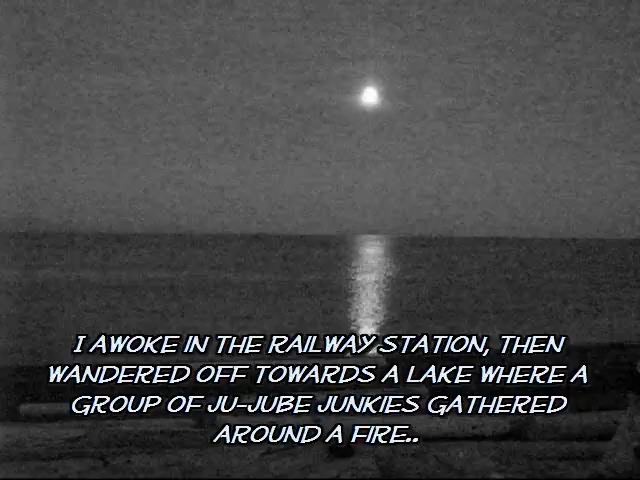 I AWOKE IN THE RAILWAY STATION, THEN
WANDERED OFF TOWARDS A LAKE WHERE A
GROUP OF JU-JUBE JUNKIES GATHERED
AROUND A FIRE..